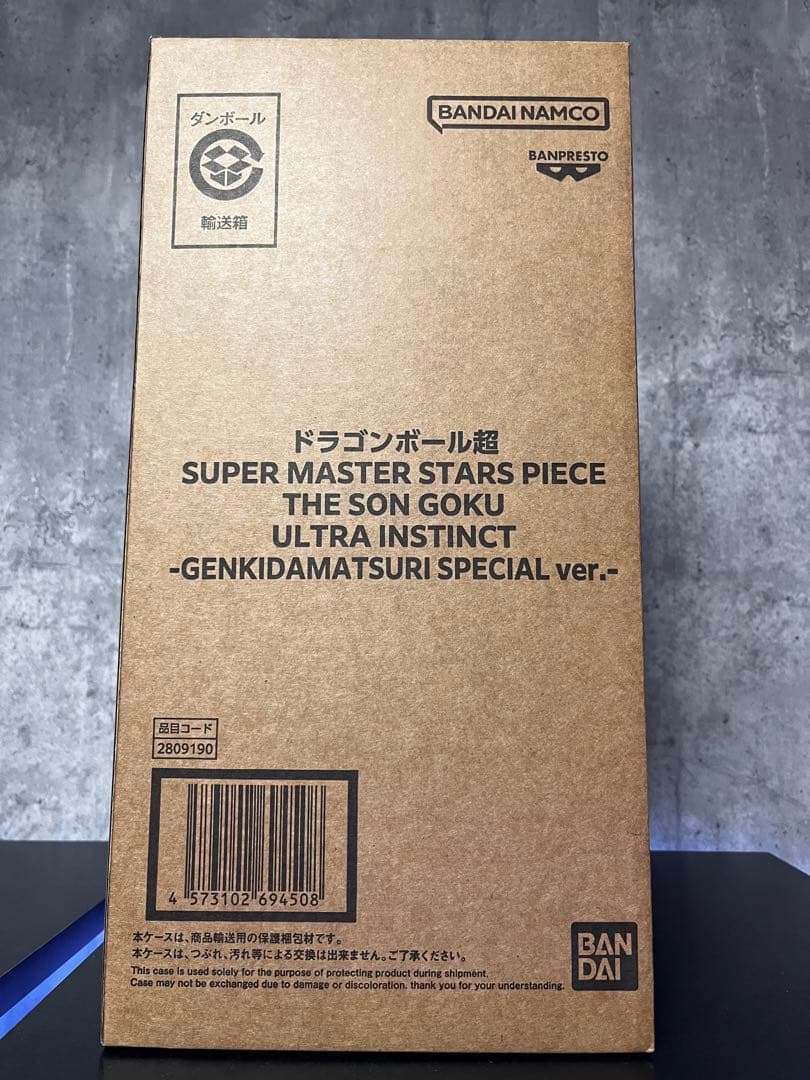 ダンボール
輸送箱
BANDAI NAMCO
BANPRESTO
ドラゴンボール超
SUPER MASTER STARS PIECE
THE SON GOKU
ULTRA INSTINCT
-GENKIDAMATSURI SPECIAL ver.-
品目コード
2809190
4 573102 694508
本ケースは、商品輸送用の保護梱包材です。
本ケースは、つぶれ、汚れ等による交換は出来ません。ご了承ください。
This case is used solely for the purpose of protecting product during shipment.
Case may not be exchanged due to damage or discoloration. thank you for your understanding.
BAN
DAI